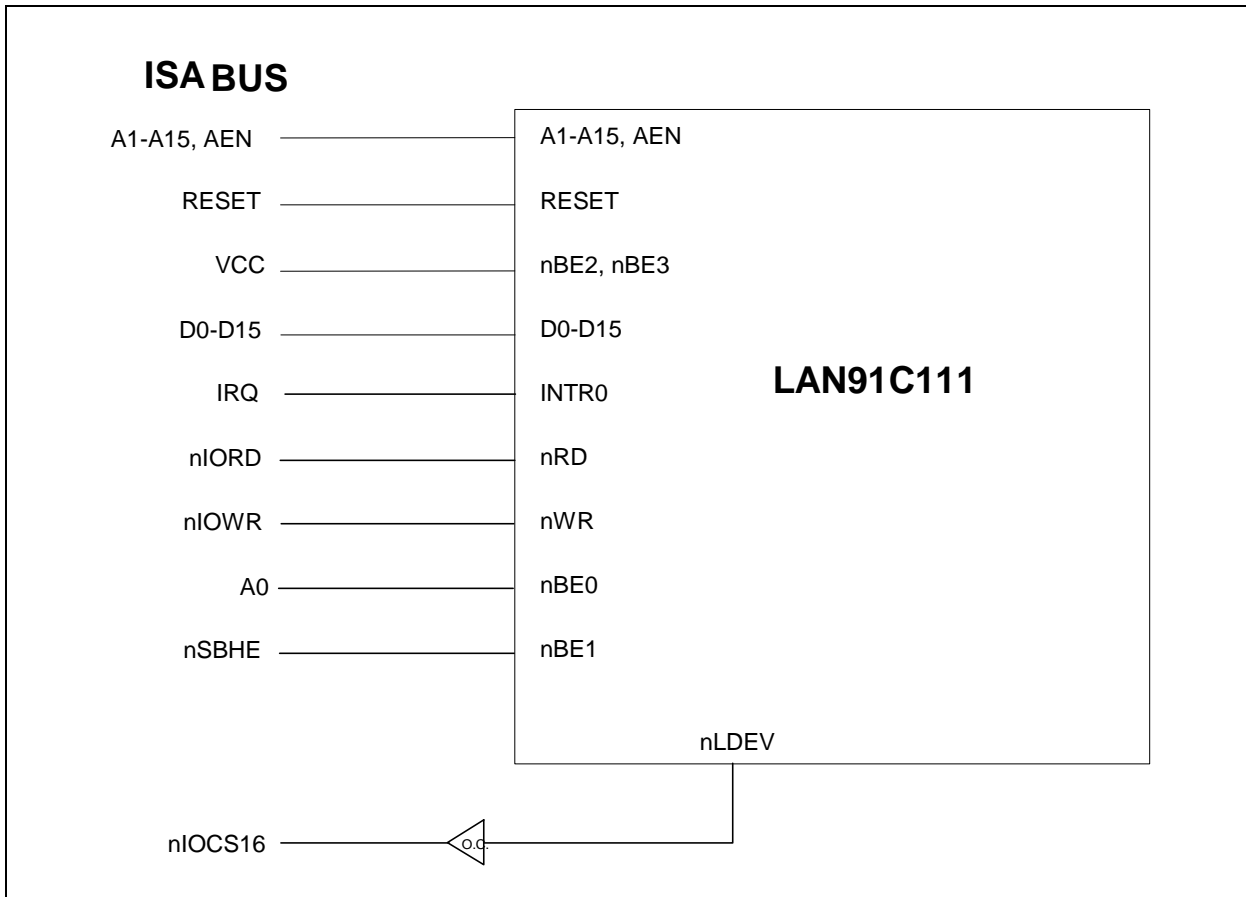 ISA BUS
A1-A15, AEN A1-A15, AEN
RESET RESET
VCC nBE2, nBE3
D0-D15 D0-D15
LAN91C111
IRQ INTR0
nIORD nRD
nIOWR nWR
A0 nBE0
nSBHE nBE1
nLDEV
nIOCS16 O.C.